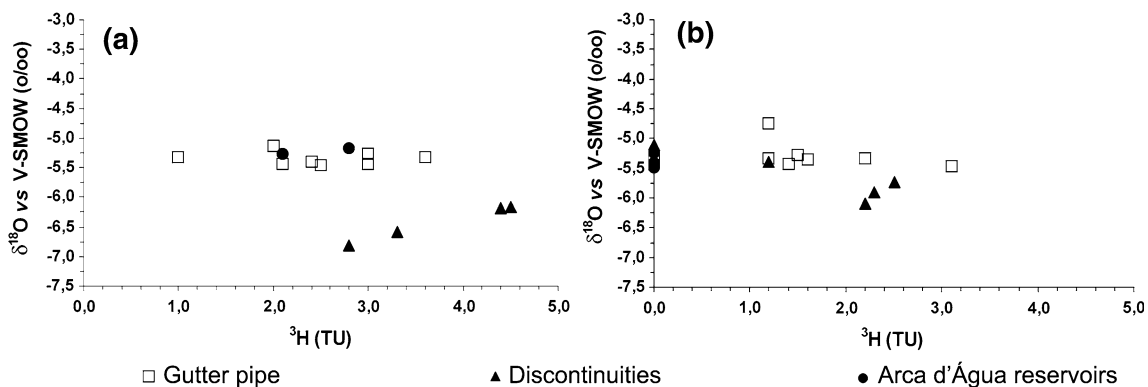 (a)
δ18O vs V-SMOW (o/oo)
-3,0
-3,5
-4,0
-4,5
-5,0
-5,5
-6,0
-6,5
-7,0
-7,5
0,0 1,0 2,0 3,0 4,0 5,0
³H (TU)
(b)
δ18O vs V-SMOW (o/oo)
-3,0
-3,5
-4,0
-4,5
-5,0
-5,5
-6,0
-6,5
-7,0
-7,5
0,0 1,0 2,0 3,0 4,0 5,0
³H (TU)
Gutter pipe Discontinuities Arca d'Água reservoirs